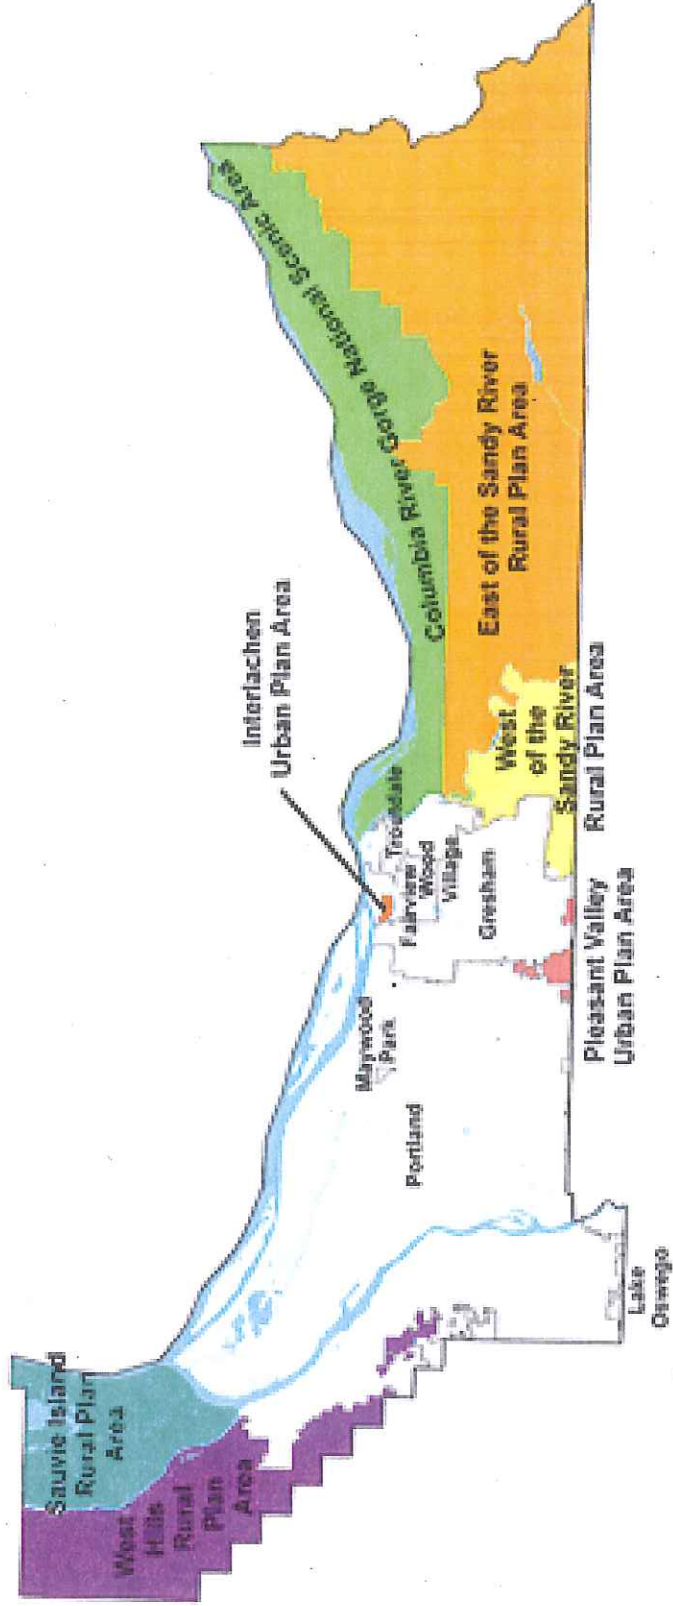 Sauvie Island
Rural Plan
Area
West
Hills
Rural
Plan
Area
Interlachen
Urban Plan Area
Columbia River Gorge National Scenic Area
Maywood
Park
Portland
Fairview
Troutdale
Wood
Village
Gresham
East of the Sandy River
Rural Plan Area
West
of the
Sandy River
Rural Plan Area
Pleasant Valley
Urban Plan Area
Lake
Oswego